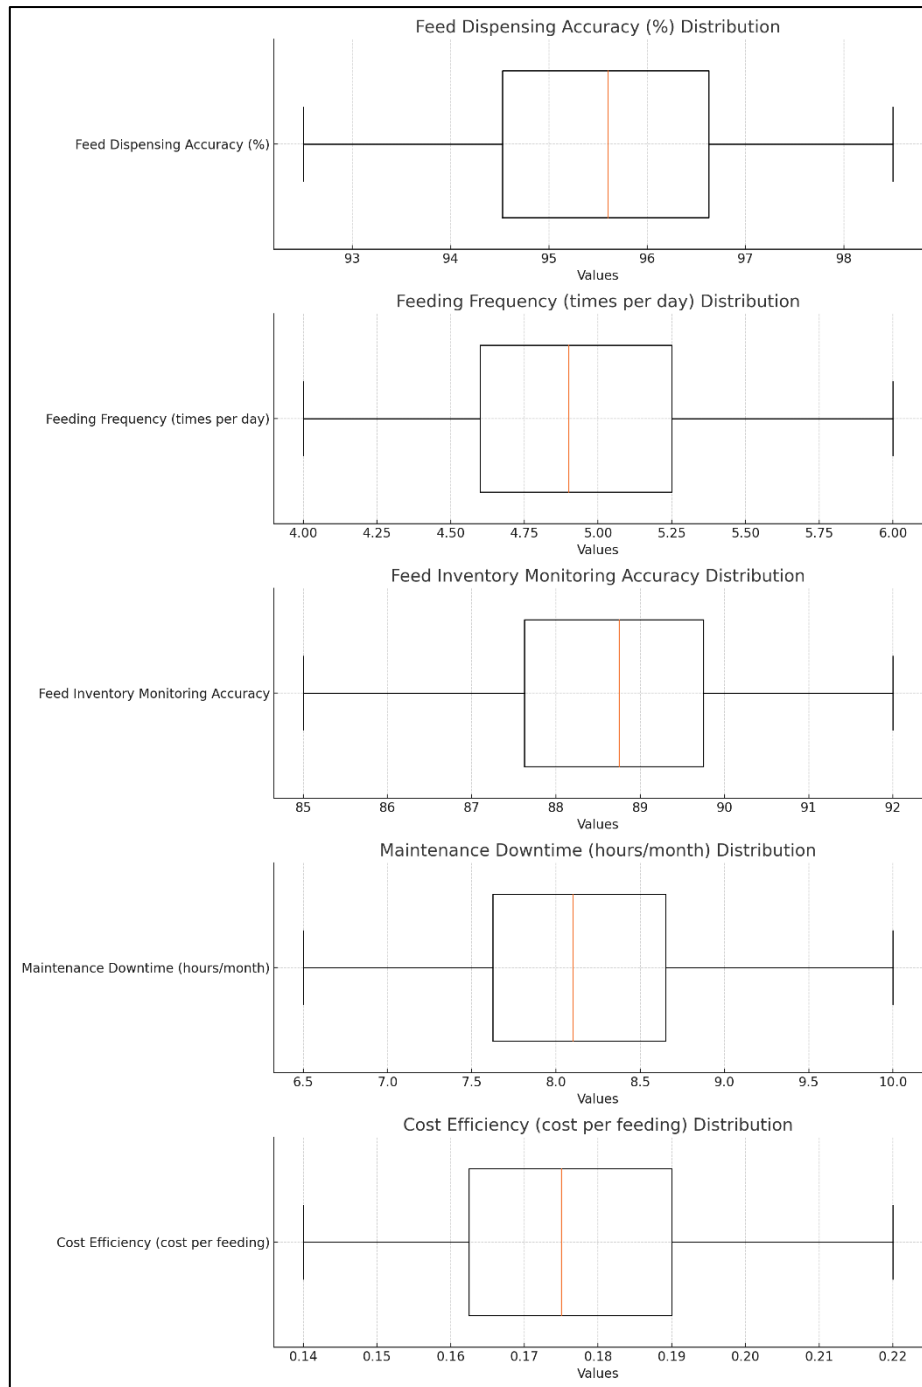 Feed Dispensing Accuracy (%) Distribution
Feed Dispensing Accuracy (%)
93 94 95 96 97 98
Values
Feeding Frequency (times per day) Distribution
Feeding Frequency (times per day)
4.00 4.25 4.50 4.75 5.00 5.25 5.50 5.75 6.00
Values
Feed Inventory Monitoring Accuracy Distribution
Feed Inventory Monitoring Accuracy
85 86 87 88 89 90 91 92
Values
Maintenance Downtime (hours/month) Distribution
Maintenance Downtime (hours/month)
6.5 7.0 7.5 8.0 8.5 9.0 9.5 10.0
Values
Cost Efficiency (cost per feeding) Distribution
Cost Efficiency (cost per feeding)
0.14 0.15 0.16 0.17 0.18 0.19 0.20 0.21 0.22
Values